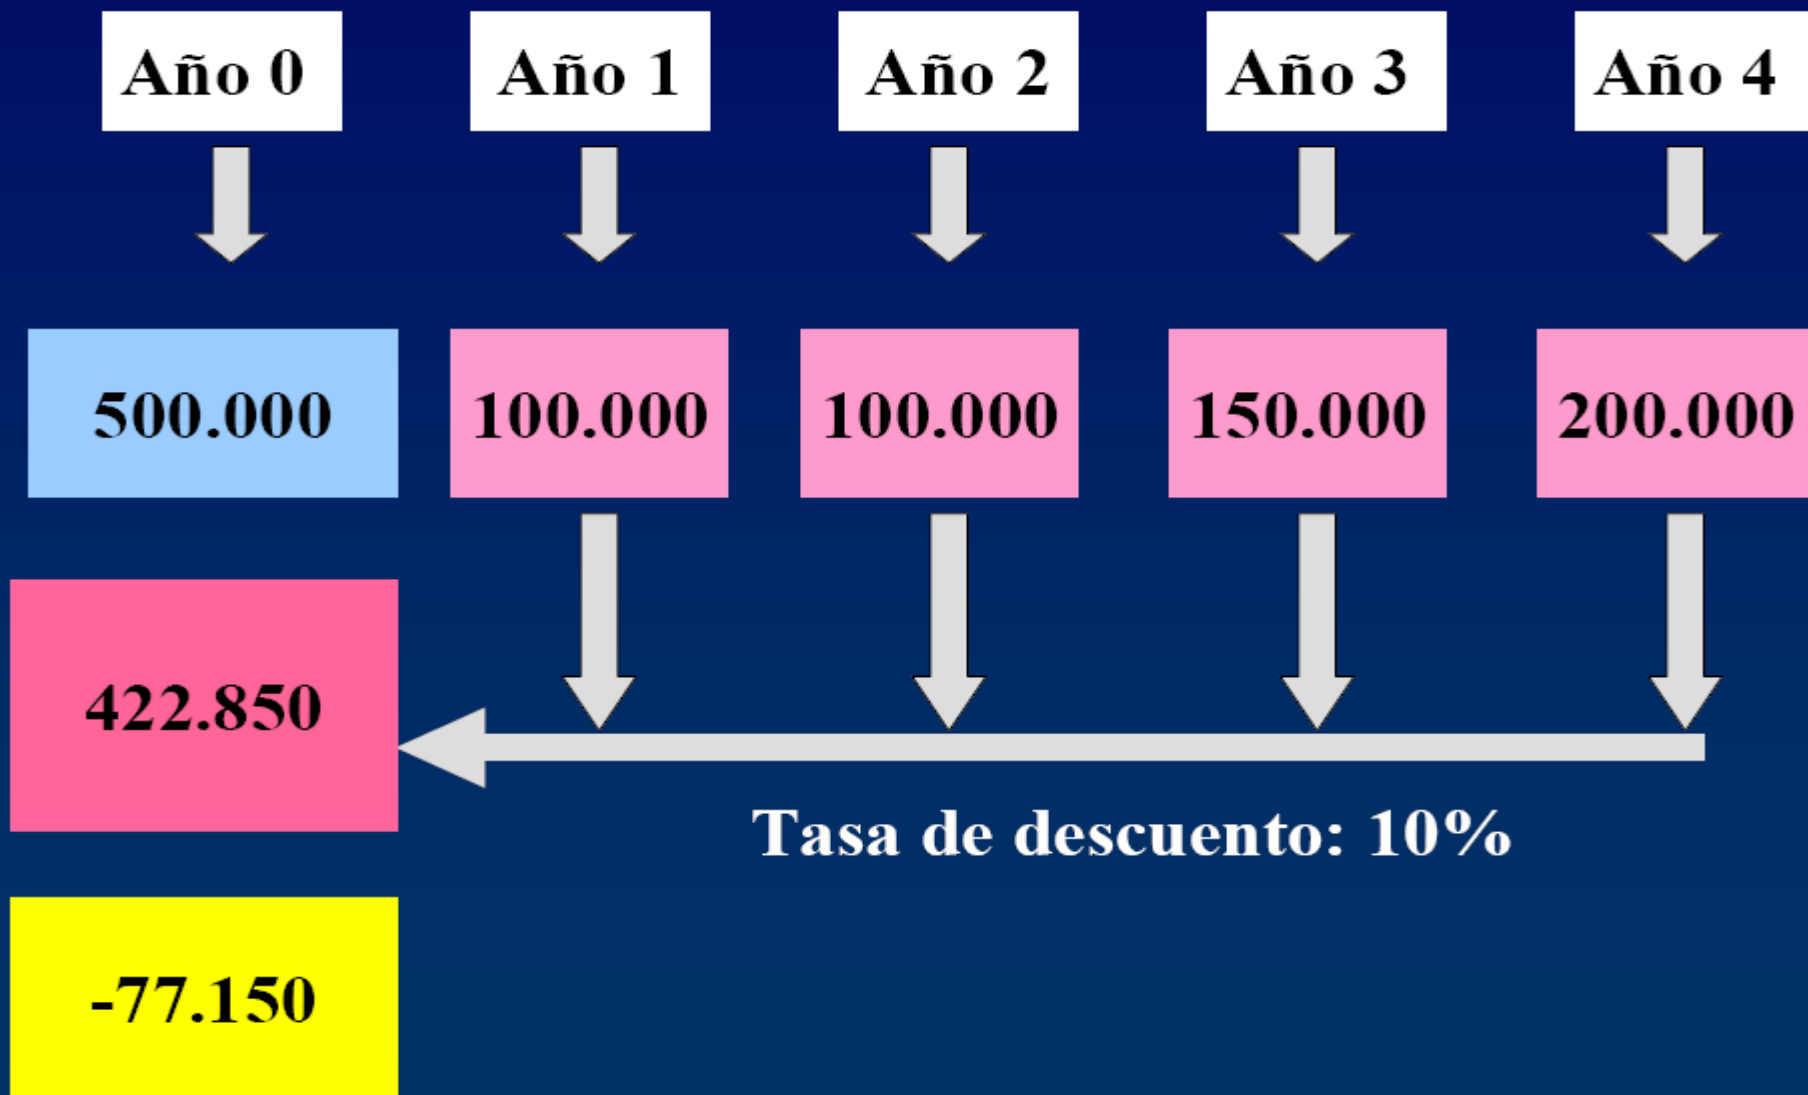 Año 0
Año 1
Año 2
Año 3
Año 4
500.000
100.000
100.000
150.000
200.000
422.850
Tasa de descuento: 10%
-77.150